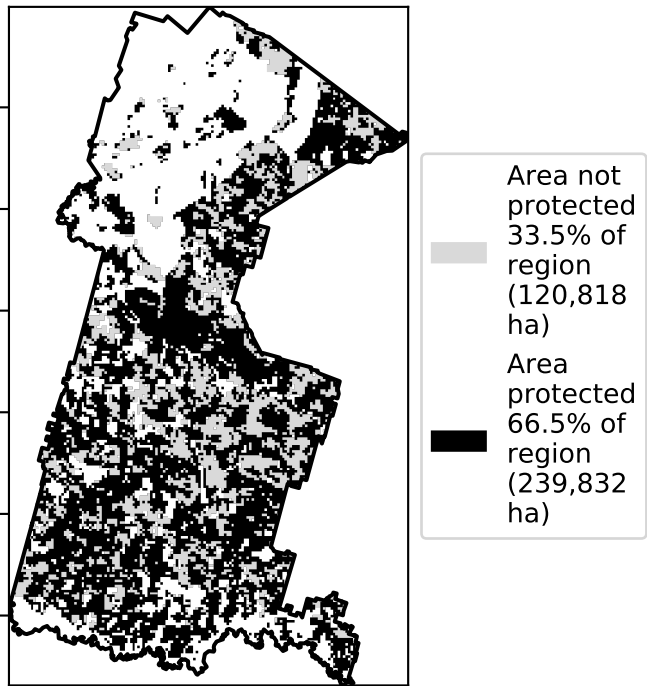 Area not
protected
33.5% of
region
(120,818
ha)
Area
protected
66.5% of
region
(239,832
ha)